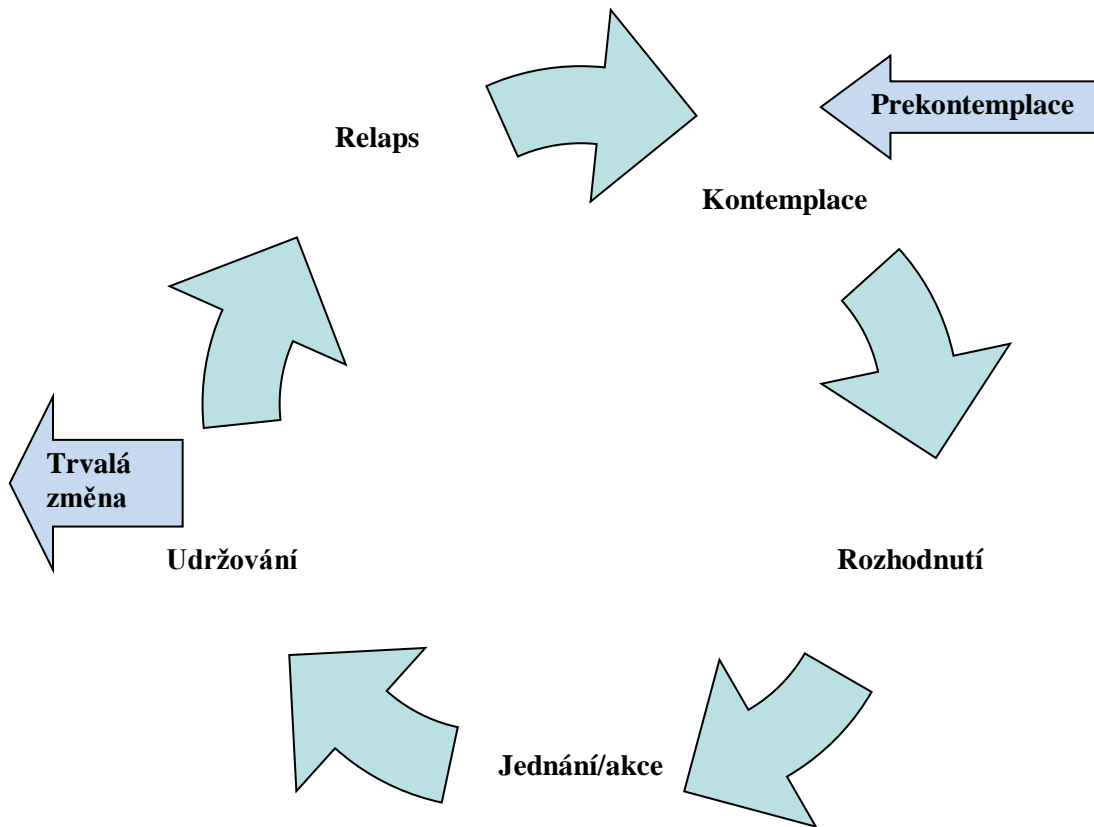 Prekontemplace
Relaps
Kontemplace
Trvalá
změna
Udržování
Rozhodnutí
Jednání/akce